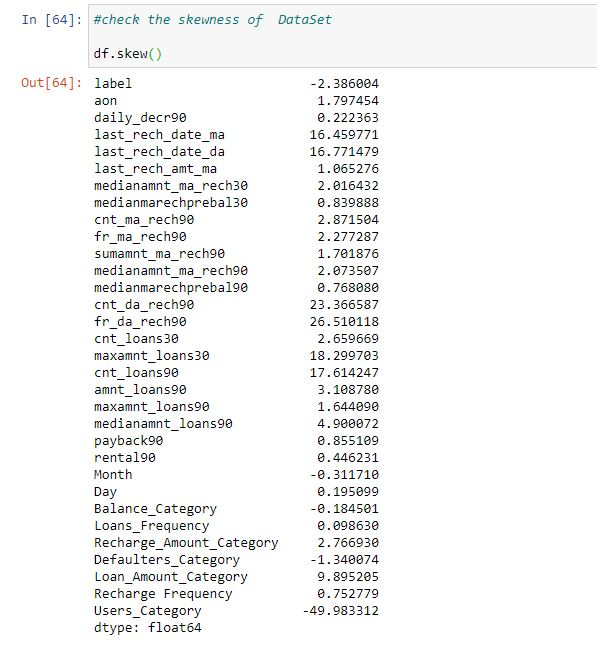 In [64]: #check the skewness of  DataSet
df.skew()
Out[64]: label                      -2.386004
aon                         1.797454
daily_decr90                0.222363
last_rech_date_ma          16.459771
last_rech_date_da          16.771479
last_rech_amt_ma            1.065276
medianamnt_ma_rech30        2.016432
medianmarechprebal30        0.839888
cnt_ma_rech90               2.871504
fr_ma_rech90                2.277287
sumamnt_ma_rech90           1.701876
medianamnt_ma_rech90        2.073507
medianmarechprebal90        0.768080
cnt_da_rech90              23.366587
fr_da_rech90               26.510118
cnt_loans30                 2.659669
maxamnt_loans30            18.299703
cnt_loans90                17.614247
amnt_loans90                3.108780
maxamnt_loans90             1.644090
medianamnt_loans90          4.900072
payback90                   0.855109
rental90                    0.446231
Month                      -0.311710
Day                         0.195099
Balance_Category           -0.184501
Loans_Frequency             0.098630
Recharge_Amount_Category    2.766930
Defaulters_Category        -1.340074
Loan_Amount_Category        9.895205
Recharge Frequency          0.752779
Users_Category            -49.983312
dtype: float64